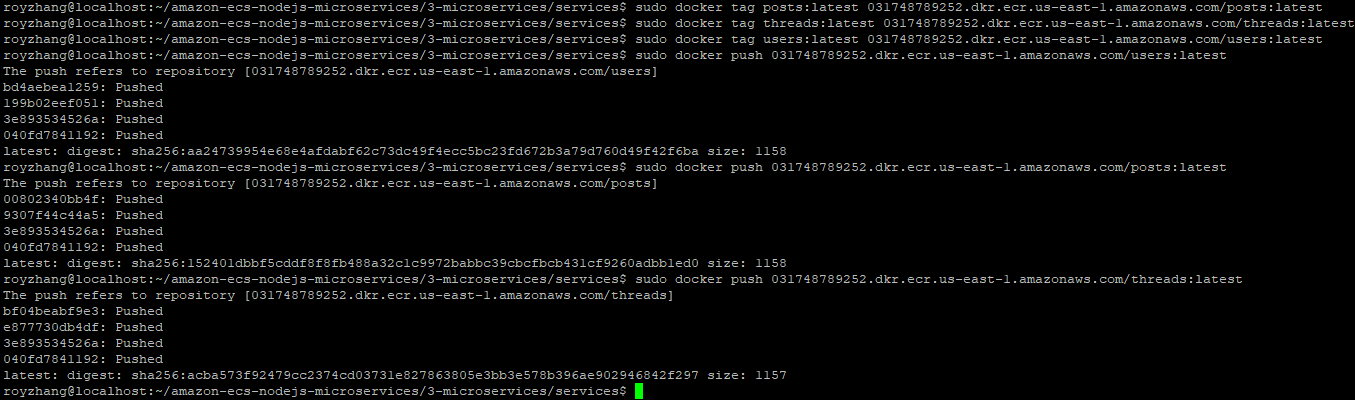 royzhang@localhost:~/amazon-ecs-nodejs-microservices/3-microservices/services$ sudo docker tag posts:latest 031748789252.dkr.ecr.us-east-1.amazonaws.com/posts:latest
royzhang@localhost:~/amazon-ecs-nodejs-microservices/3-microservices/services$ sudo docker tag threads:latest 031748789252.dkr.ecr.us-east-1.amazonaws.com/threads:latest
royzhang@localhost:~/amazon-ecs-nodejs-microservices/3-microservices/services$ sudo docker tag users:latest 031748789252.dkr.ecr.us-east-1.amazonaws.com/users:latest
royzhang@localhost:~/amazon-ecs-nodejs-microservices/3-microservices/services$ sudo docker push 031748789252.dkr.ecr.us-east-1.amazonaws.com/users:latest
The push refers to repository [031748789252.dkr.ecr.us-east-1.amazonaws.com/users]
bd4aebea1259: Pushed
199b02eef051: Pushed
3e893534526a: Pushed
040fd7841192: Pushed
latest: digest: sha256:aa24739954e68e4afdabf62c73dc49f4ecc5bc23fd672b3a79d760d49f42f6ba size: 1158
royzhang@localhost:~/amazon-ecs-nodejs-microservices/3-microservices/services$ sudo docker push 031748789252.dkr.ecr.us-east-1.amazonaws.com/posts:latest
The push refers to repository [031748789252.dkr.ecr.us-east-1.amazonaws.com/posts]
00802340bb4f: Pushed
9307f44c44a5: Pushed
3e893534526a: Pushed
040fd7841192: Pushed
latest: digest: sha256:152401dbbf5cddf8f8fb488a32c1c9972babbc39cbcfbcb431cf9260adbb1ed0 size: 1158
royzhang@localhost:~/amazon-ecs-nodejs-microservices/3-microservices/services$ sudo docker push 031748789252.dkr.ecr.us-east-1.amazonaws.com/threads:latest
The push refers to repository [031748789252.dkr.ecr.us-east-1.amazonaws.com/threads]
bf04beabf9e3: Pushed
e877730db4df: Pushed
3e893534526a: Pushed
040fd7841192: Pushed
latest: digest: sha256:acba573f92479cc2374cd03731e827863805e3bb3e578b396ae902946842f297 size: 1157
royzhang@localhost:~/amazon-ecs-nodejs-microservices/3-microservices/services$